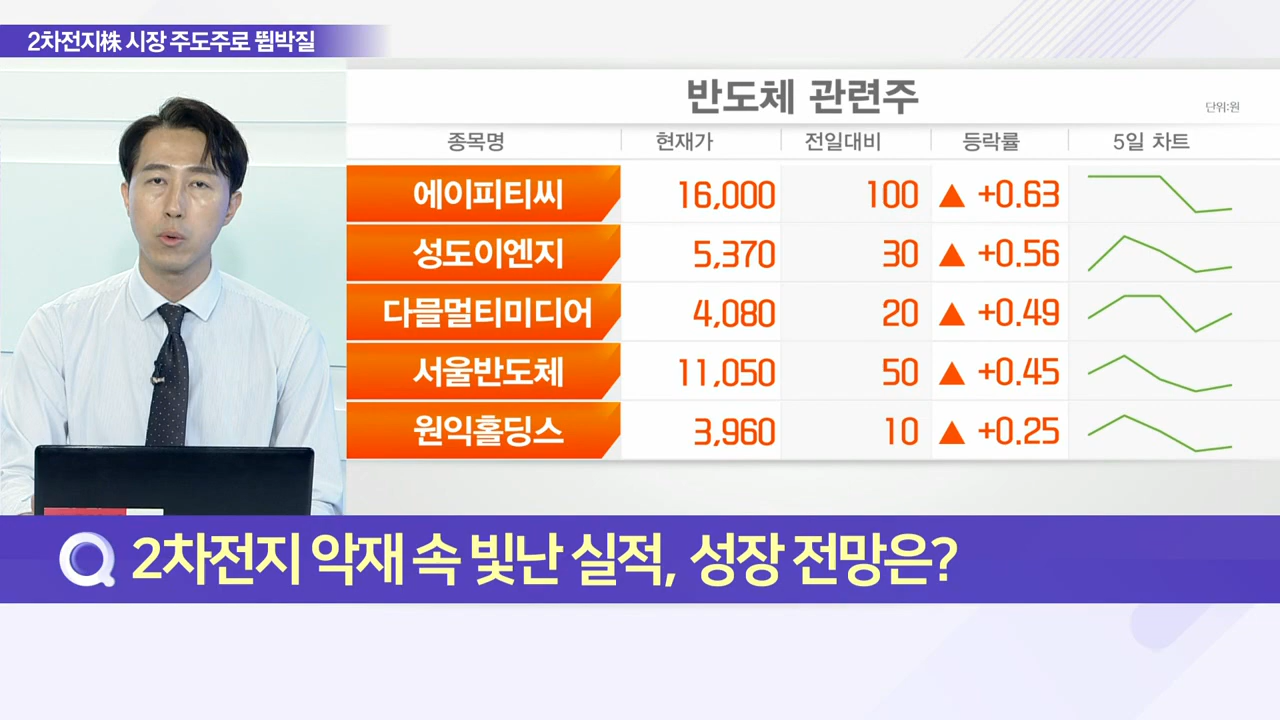 2차전지株 시장 주도주로 뜀박질
반도체 관련주
단위:원
종목명 현재가 전일대비 등락률 5일 차트
에이피티씨 16,000 100 ▲ +0.63
성도이엔지 5,370 30 ▲ +0.56
다믈멀티미디어 4,080 20 ▲ +0.49
서울반도체 11,050 50 ▲ +0.45
원익홀딩스 3,960 10 ▲ +0.25
Q 2차전지 악재 속 빛난 실적, 성장 전망은?